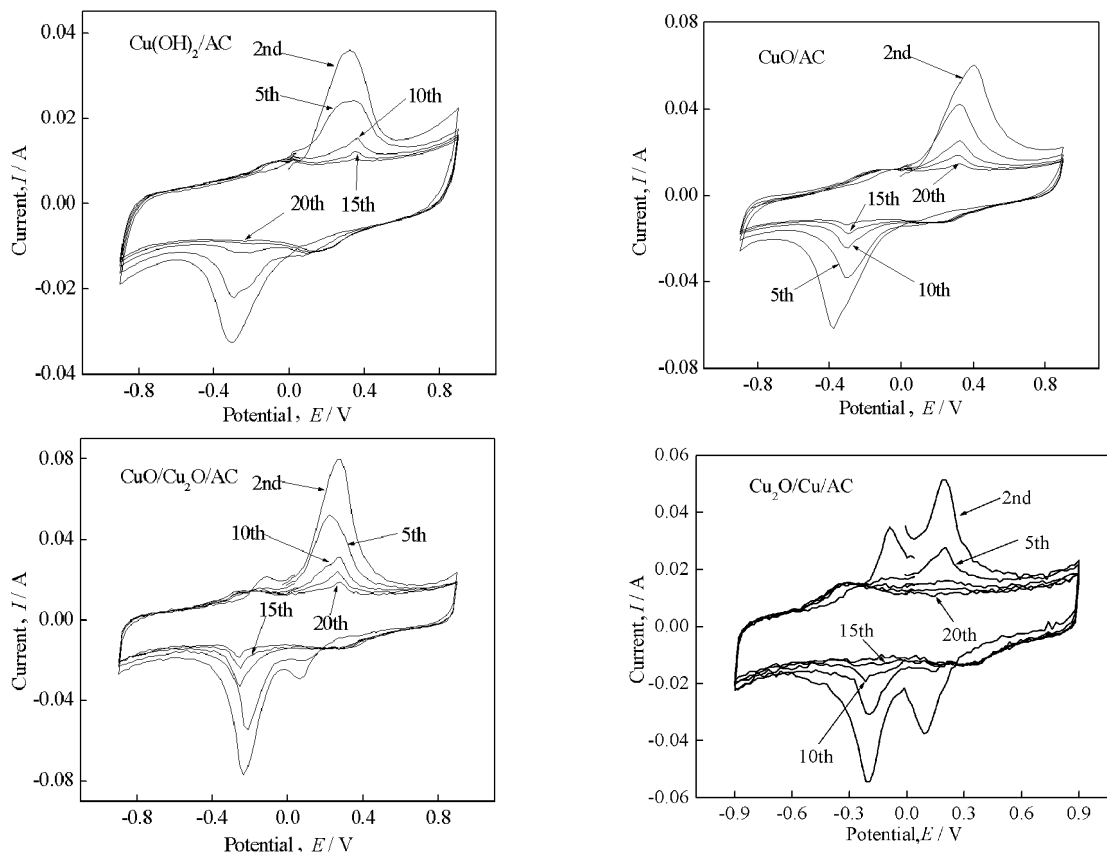 Cu(OH)₂/AC
2nd
5th
10th
20th
15th
0.04
0.02
0.00
-0.02
-0.04
-0.8
-0.4
0.0
0.4
0.8
Current, I / A
Potential , E / V
CuO/AC
2nd
15th
20th
5th
10th
0.08
0.04
0.00
-0.04
-0.08
-0.8
-0.4
0.0
0.4
0.8
Current, I / A
Potential , E / V
CuO/Cu₂O/AC
2nd
10th
5th
15th
20th
0.08
0.04
0.00
-0.04
-0.08
-0.8
-0.4
0.0
0.4
0.8
Current, I / A
Potential , E / V
Cu₂O/Cu/AC
2nd
5th
15th
20th
10th
0.06
0.04
0.02
0.00
-0.02
-0.04
-0.06
-0.9
-0.6
-0.3
0.0
0.3
0.6
0.9
Current, I / A
Potential, E / V